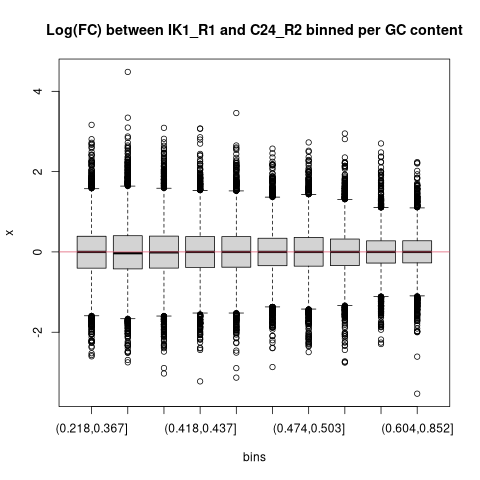 Log(FC) between IK1_R1 and C24_R2 binned per GC content
x
4
2
0
-2
(0.218,0.367] (0.418,0.437] (0.474,0.503] (0.604,0.852]
bins